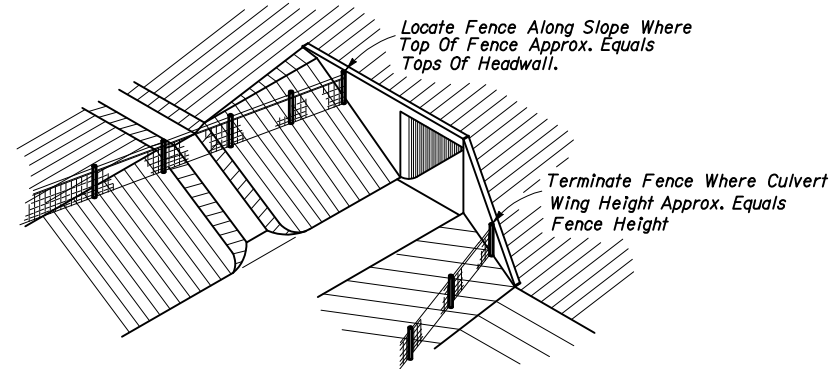 Locate Fence Along Slope Where
Top Of Fence Approx. Equals
Tops Of Headwall.
Terminate Fence Where Culvert
Wing Height Approx. Equals
Fence Height